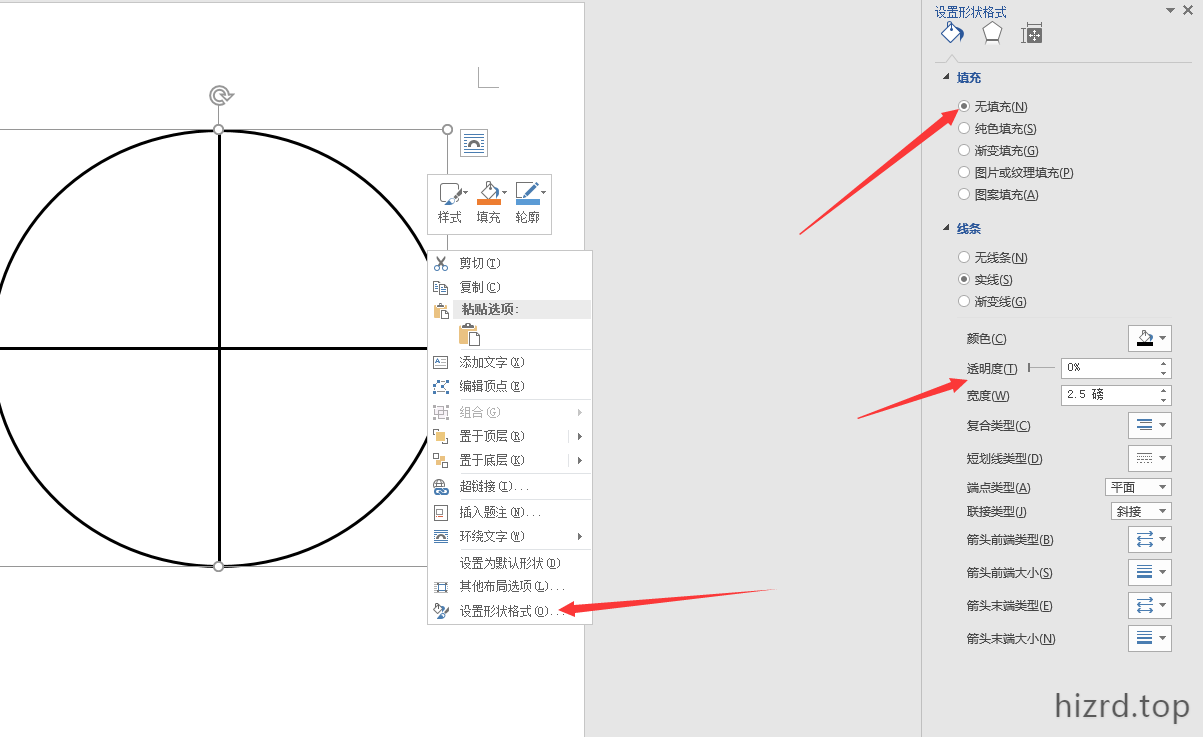 样式
填充
轮廓
剪切(T)
复制(C)
粘贴选项:
添加文字(X)
编辑顶点(E)
组合(G)
置于顶层(R)
置于底层(K)
超链接(I)...
插入题注(N)...
环绕文字(W)
设置为默认形状(D)
其他布局选项(L)...
设置形状格式(O)...
设置形状格式
填充
无填充(N)
纯色填充(S)
渐变填充(G)
图片或纹理填充(P)
图案填充(A)
线条
无线条(N)
实线(S)
渐变线(G)
颜色(C)
透明度(T) 0%
宽度(W) 2.5 磅
复合类型(C)
短划线类型(D)
端点类型(A) 平面
联接类型(J) 斜接
箭头前端类型(B)
箭头前端大小(S)
箭头末端类型(E)
箭头末端大小(N)
hizrd.top